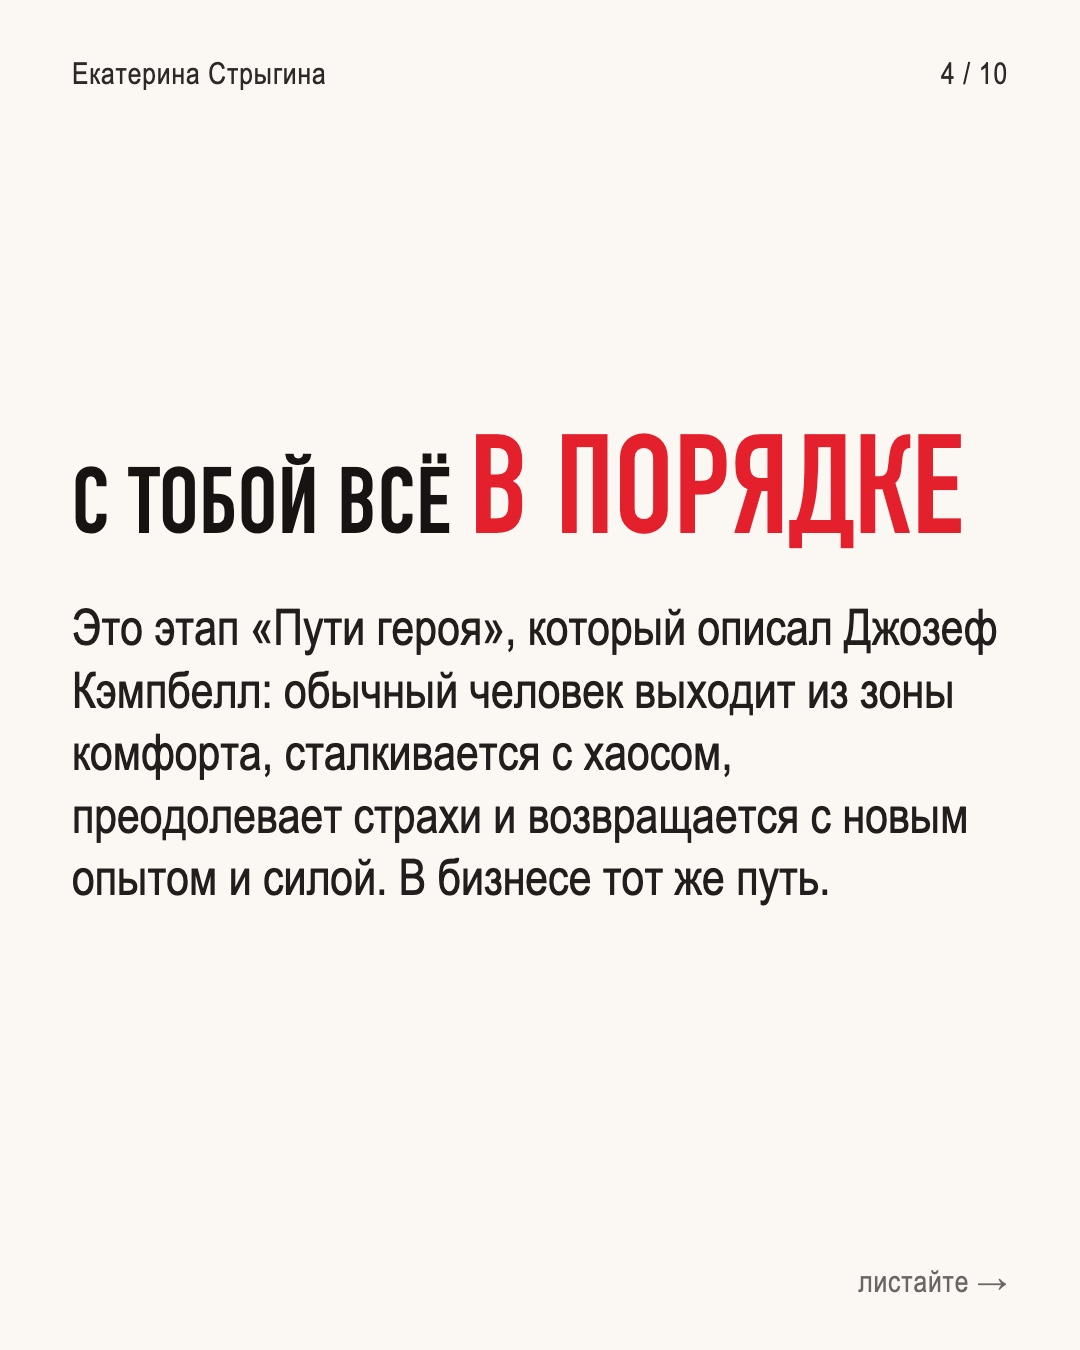 Екатерина Стрыгина
4 / 10
С ТОБОЙ ВСЁ В ПОРЯДКЕ
Это этап «Пути героя», который описал Джозеф
Кэмпбелл: обычный человек выходит из зоны
комфорта, сталкивается с хаосом,
преодолевает страхи и возвращается с новым
опытом и силой. В бизнесе тот же путь.
листайте →